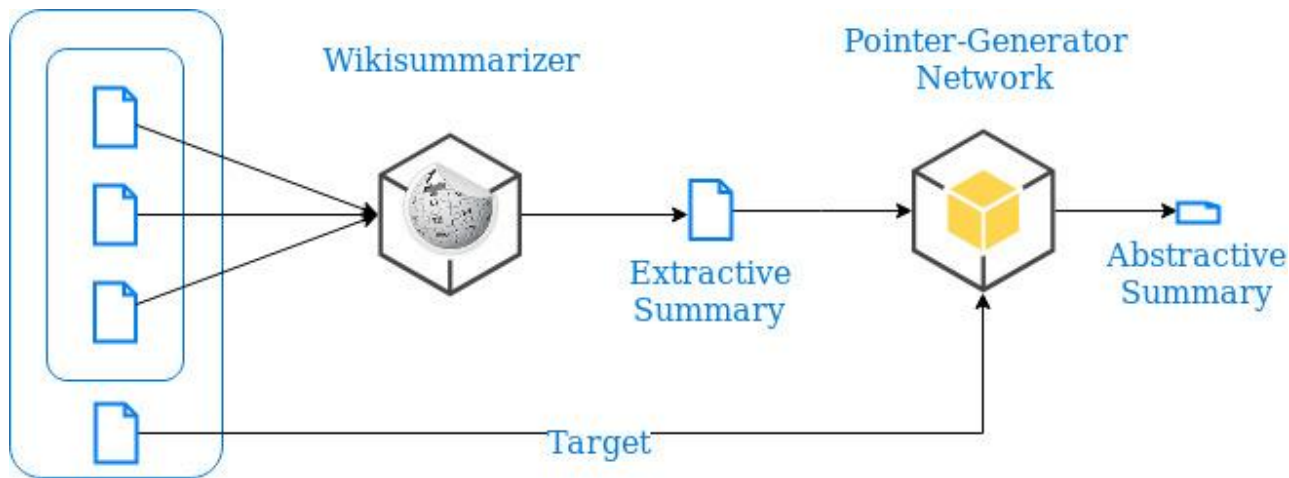 Wikisummarizer
Pointer-Generator
Network
Extractive
Summary
Abstractive
Summary
Target